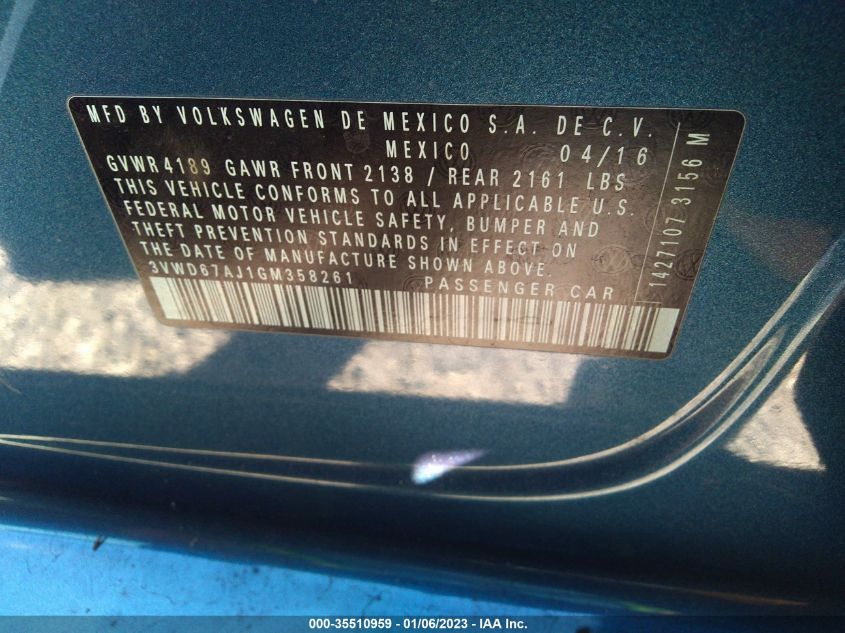 MFD BY VOLKSWAGEN DE MEXICO S.A. DE C.V.
MEXICO 04/16
GVWR 4189 GAWR FRONT 2138 / REAR 2161 LBS
THIS VEHICLE CONFORMS TO ALL APPLICABLE U.S.
FEDERAL MOTOR VEHICLE SAFETY, BUMPER AND
THEFT PREVENTION STANDARDS IN EFFECT ON
THE DATE OF MANUFACTURE SHOWN ABOVE.
3VWD67AJ1GM358261 PASSENGER CAR
1427107 3156 M
000-35510959 - 01/06/2023 - IAA Inc.